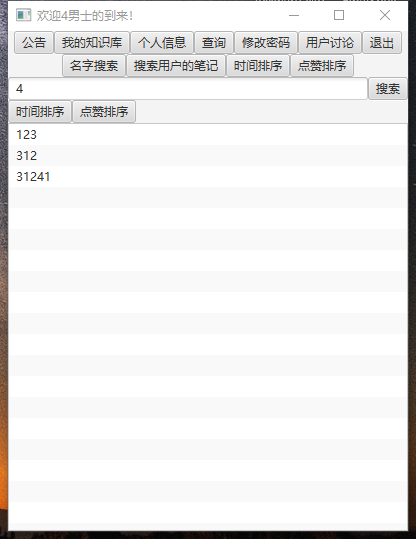 欢迎4男士的到来！
公告 我的知识库 个人信息 查询 修改密码 用户讨论 退出
名字搜索 搜索用户的笔记 时间排序 点赞排序
4 搜索
时间排序 点赞排序
123
312
31241